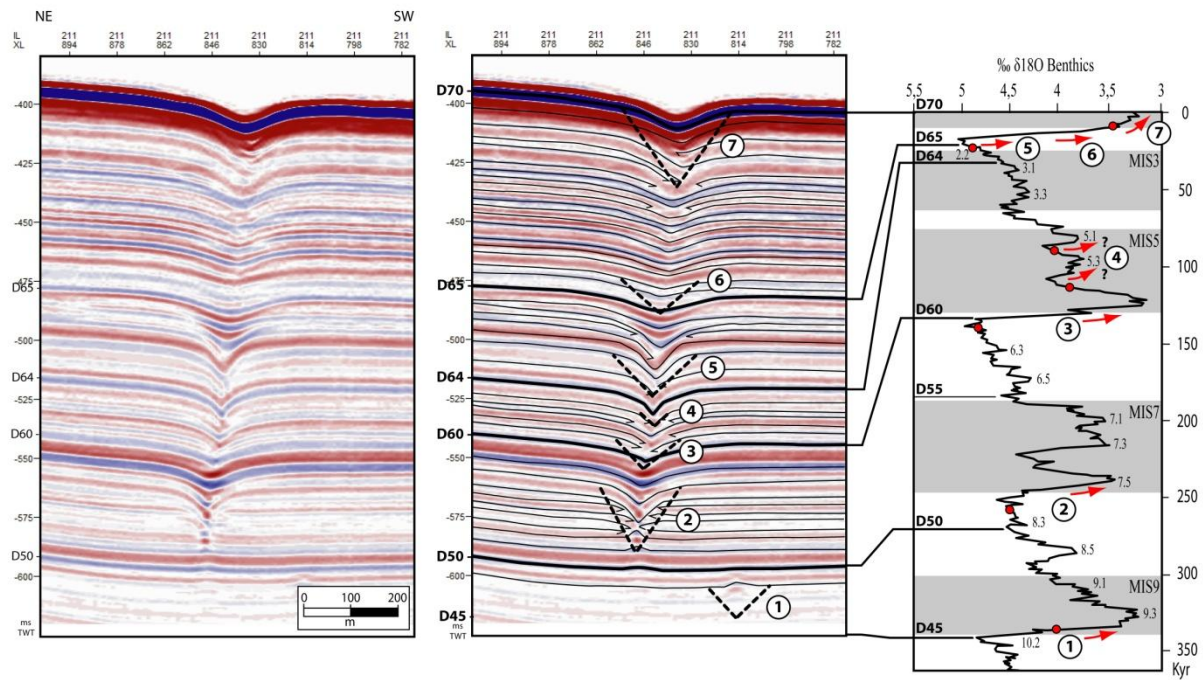 NE SW
IL 211 211 211 211 211 211 211 211
XL 894 878 862 846 830 814 798 782
-400
-425
-450
-475
D65
-500
D64
-525
D60
-550
-575
D50
-600
ms
TWT
0 100 200
m
IL 211 211 211 211 211 211 211 211
XL 894 878 862 846 830 814 798 782
D70
-400
-425
-450
-475
D65
-500
D64
-525
D60
-550
-575
D50
-600
D45
ms
TWT
7
6
5
4
3
2
1
‰ δ18O Benthics
5.5 5 4.5 4 3.5 3
D70
D65
D64
D60
D55
D50
D45
0
50
100
150
200
250
300
350
Kyr
7
6
5
2.2
MIS3
3.1
3.3
5.1
?
MIS5
4
5.3
?
3
6.3
6.5
MIS7
7.1
7.3
7.5
2
8.3
8.5
9.1
MIS9
9.3
10.2
1